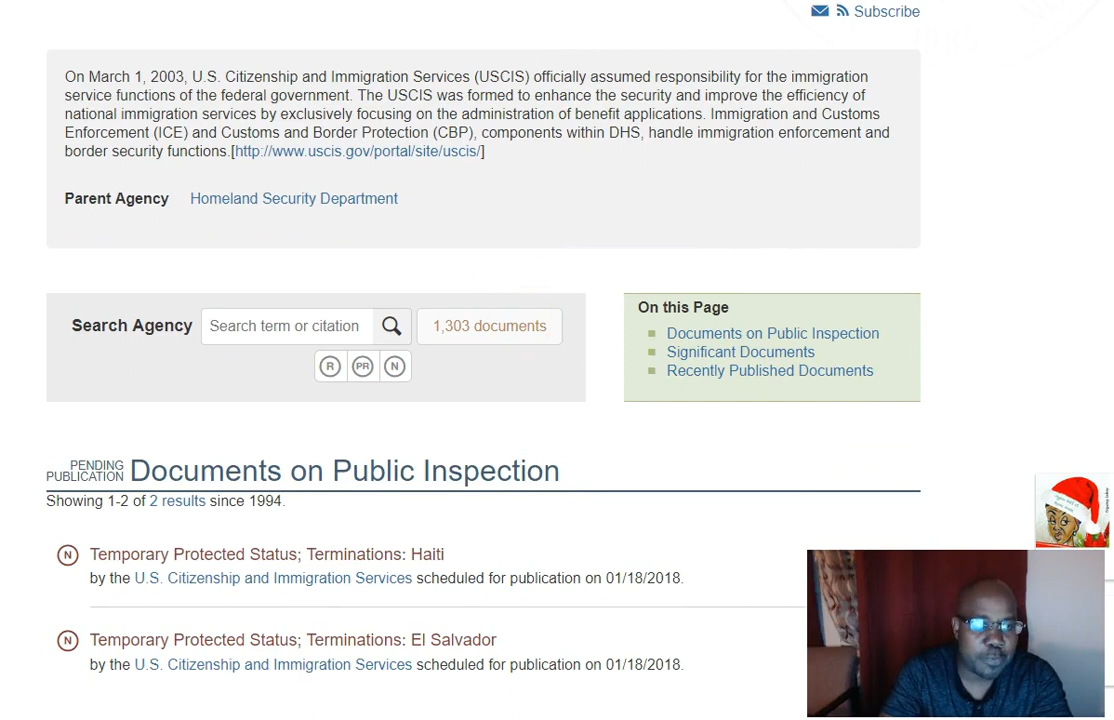 Subscribe
On March 1, 2003, U.S. Citizenship and Immigration Services (USCIS) officially assumed responsibility for the immigration
service functions of the federal government. The USCIS was formed to enhance the security and improve the efficiency of
national immigration services by exclusively focusing on the administration of benefit applications. Immigration and Customs
Enforcement (ICE) and Customs and Border Protection (CBP), components within DHS, handle immigration enforcement and
border security functions.[http://www.uscis.gov/portal/site/uscis/]
Parent Agency Homeland Security Department
Search Agency Search term or citation 1,303 documents
R PR N
On this Page
Documents on Public Inspection
Significant Documents
Recently Published Documents
PENDING
PUBLICATION Documents on Public Inspection
Showing 1-2 of 2 results since 1994.
N Temporary Protected Status; Terminations: Haiti
by the U.S. Citizenship and Immigration Services scheduled for publication on 01/18/2018.
N Temporary Protected Status; Terminations: El Salvador
by the U.S. Citizenship and Immigration Services scheduled for publication on 01/18/2018.